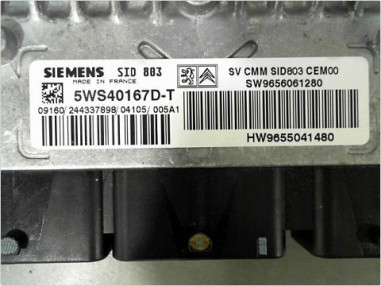 SIEMENS SID 803
MADE IN FRANCE
5WS40167D-T
09160/244337898/04105/005A1
SV CMM SID803 CEM00
SW9656061280
HW9655041480